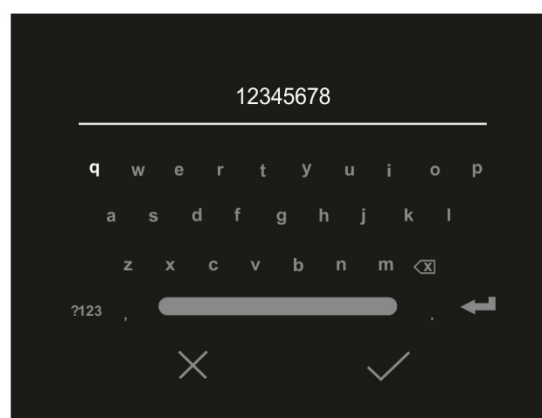 12345678
q w e r t y u i o p
a s d f g h j k l
z x c v b n m
?123 , .